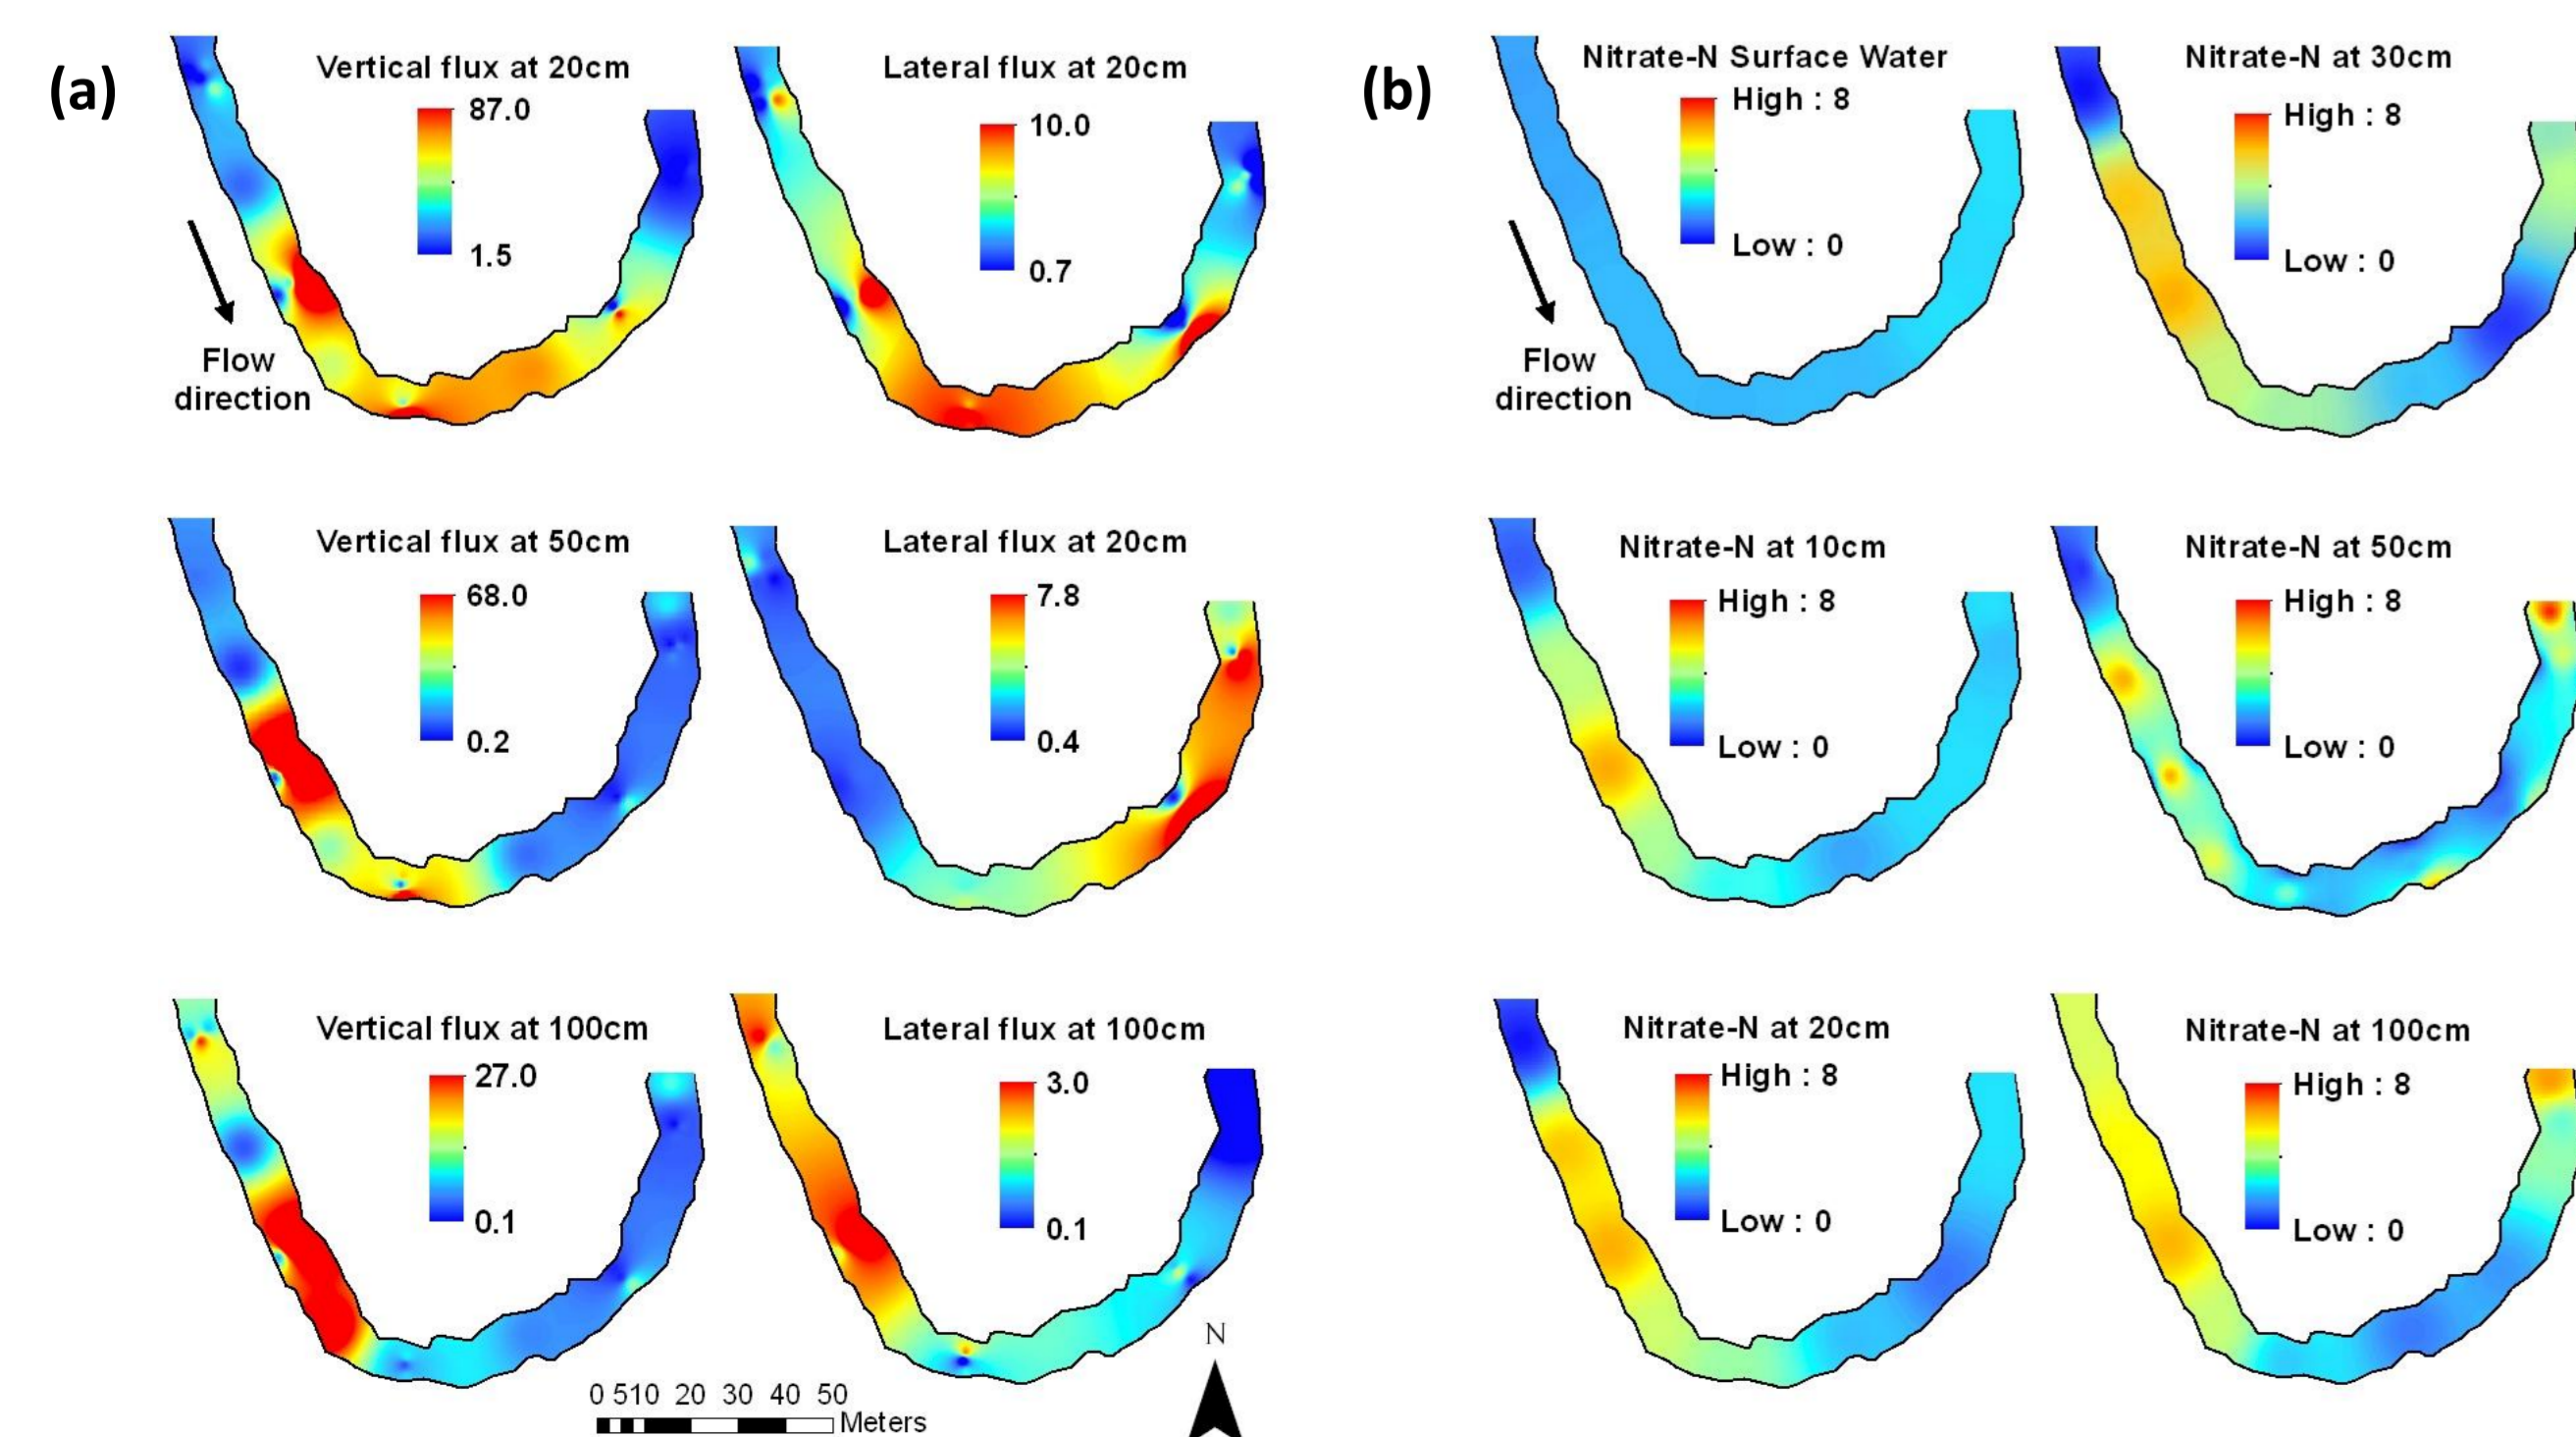 (a)
Vertical flux at 20cm
87.0
1.5
Flow
direction
Lateral flux at 20cm
10.0
0.7
Vertical flux at 50cm
68.0
0.2
Lateral flux at 20cm
7.8
0.4
Vertical flux at 100cm
27.0
0.1
Lateral flux at 100cm
3.0
0.1
0 510 20 30 40 50
Meters
N
(b)
Nitrate-N Surface Water
High : 8
Low : 0
Flow
direction
Nitrate-N at 30cm
High : 8
Low : 0
Nitrate-N at 10cm
High : 8
Low : 0
Nitrate-N at 50cm
High : 8
Low : 0
Nitrate-N at 20cm
High : 8
Low : 0
Nitrate-N at 100cm
High : 8
Low : 0